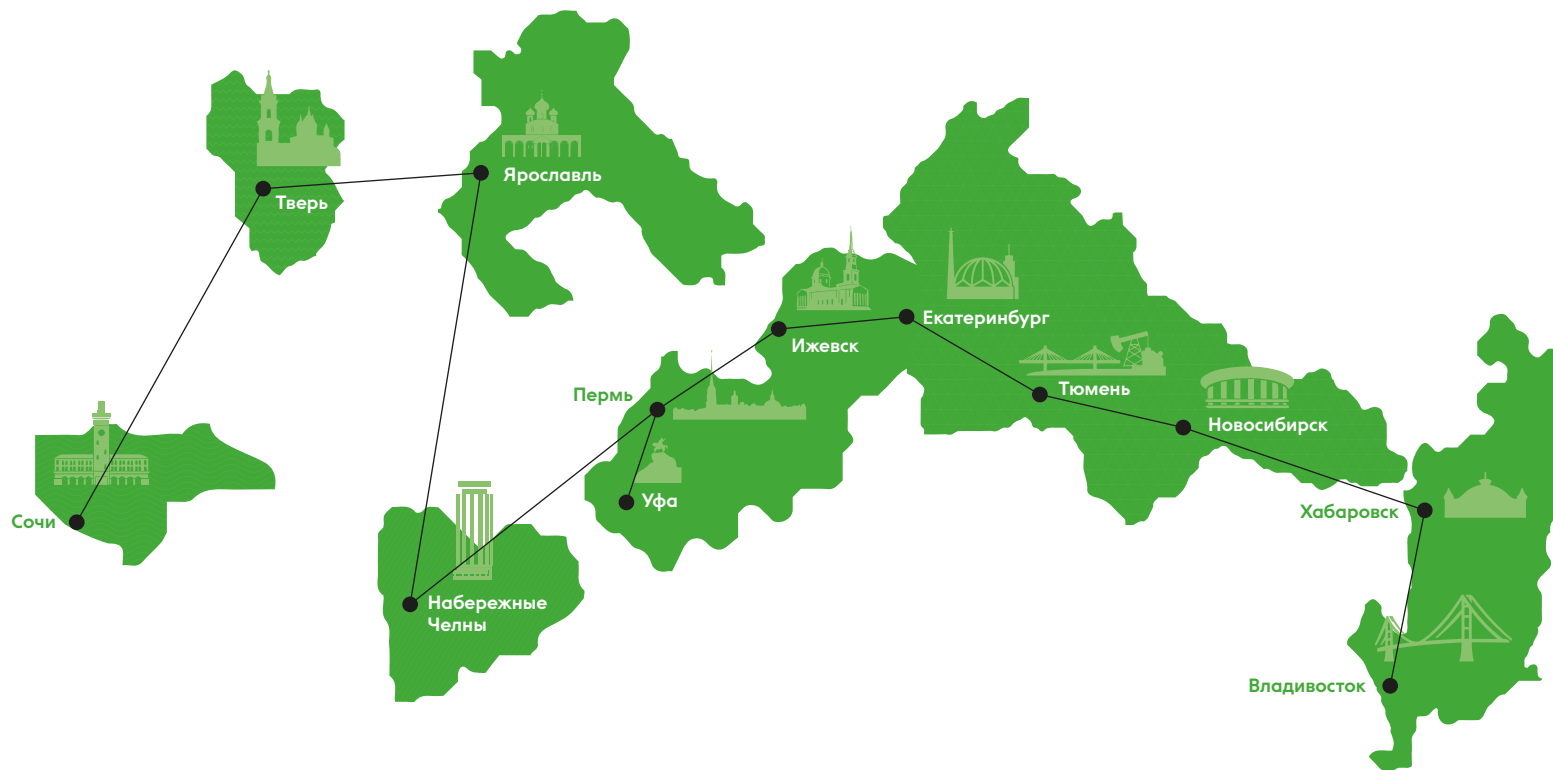 Ярославль
Тверь
Екатеринбург
Ижевск
Тюмень
Пермь
Новосибирск
Уфа
Хабаровск
Сочи
Набережные
Челны
Владивосток